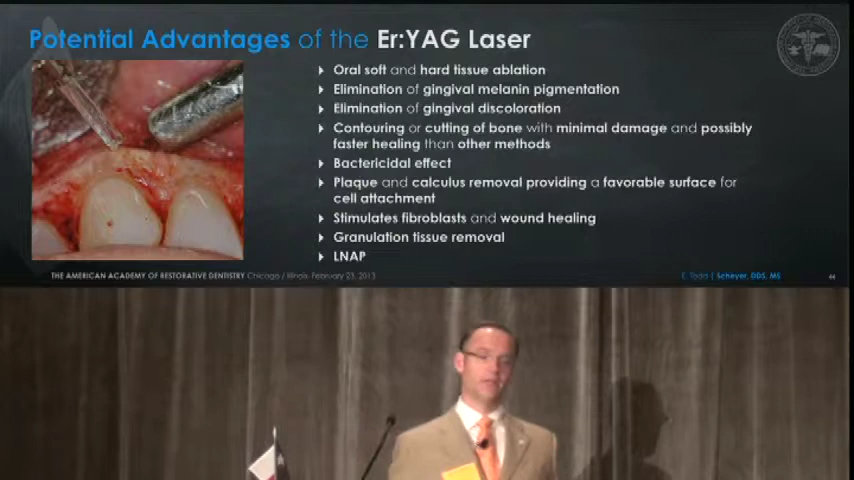 Potential Advantages of the Er:YAG Laser
Oral soft and hard tissue ablation
Elimination of gingival melanin pigmentation
Elimination of gingival discoloration
Contouring or cutting of bone with minimal damage and possibly
faster healing than other methods
Bactericidal effect
Plaque and calculus removal providing a favorable surface for
cell attachment
Stimulates fibroblasts and wound healing
Granulation tissue removal
LNAP
THE AMERICAN ACADEMY OF RESTORATIVE DENTISTRY Chicago / Illinois February 23, 2013
E. Todd | Scheyer, DDS, MS
44